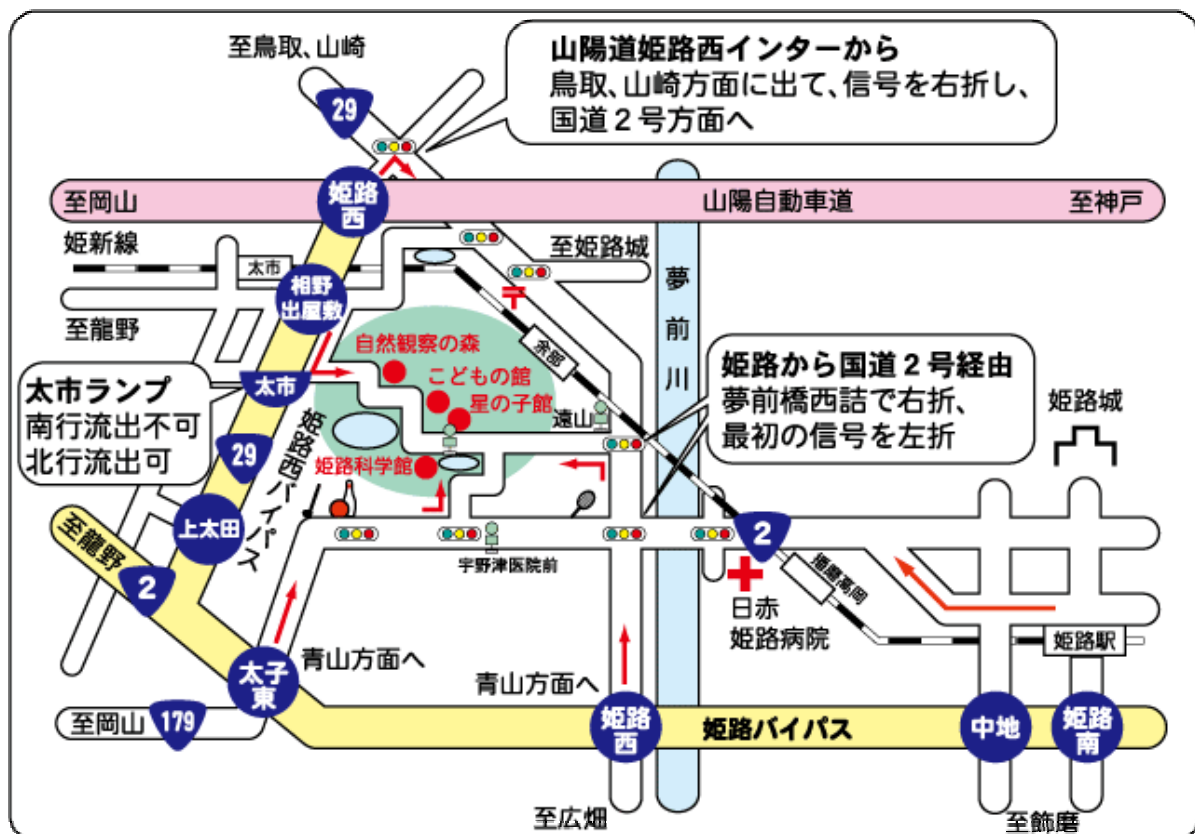 至鳥取、山崎
29
山陽道姫路西インターから
鳥取、山崎方面に出て、信号を右折し、
国道2号方面へ
姫路
西
至岡山
山陽自動車道
至神戸
姫新線
太市
至姫路城
相野
出屋敷
至龍野
〒
夢
前
川
余部
自然観察の森
こどもの館
星の子館
遠山
姫路科学館
姫路から国道2号経由
夢前橋西詰で右折、
最初の信号を左折
姫路城
太市ランプ
南行流出不可
北行流出可
太市
29
姫路西バイパス
上太田
至龍野
2
宇野津医院前
2
播磨高岡
日赤
姫路病院
姫路駅
太子
東
青山方面へ
青山方面へ
至岡山
179
姫路
西
姫路バイパス
中地
姫路
南
至広畑
至飾磨